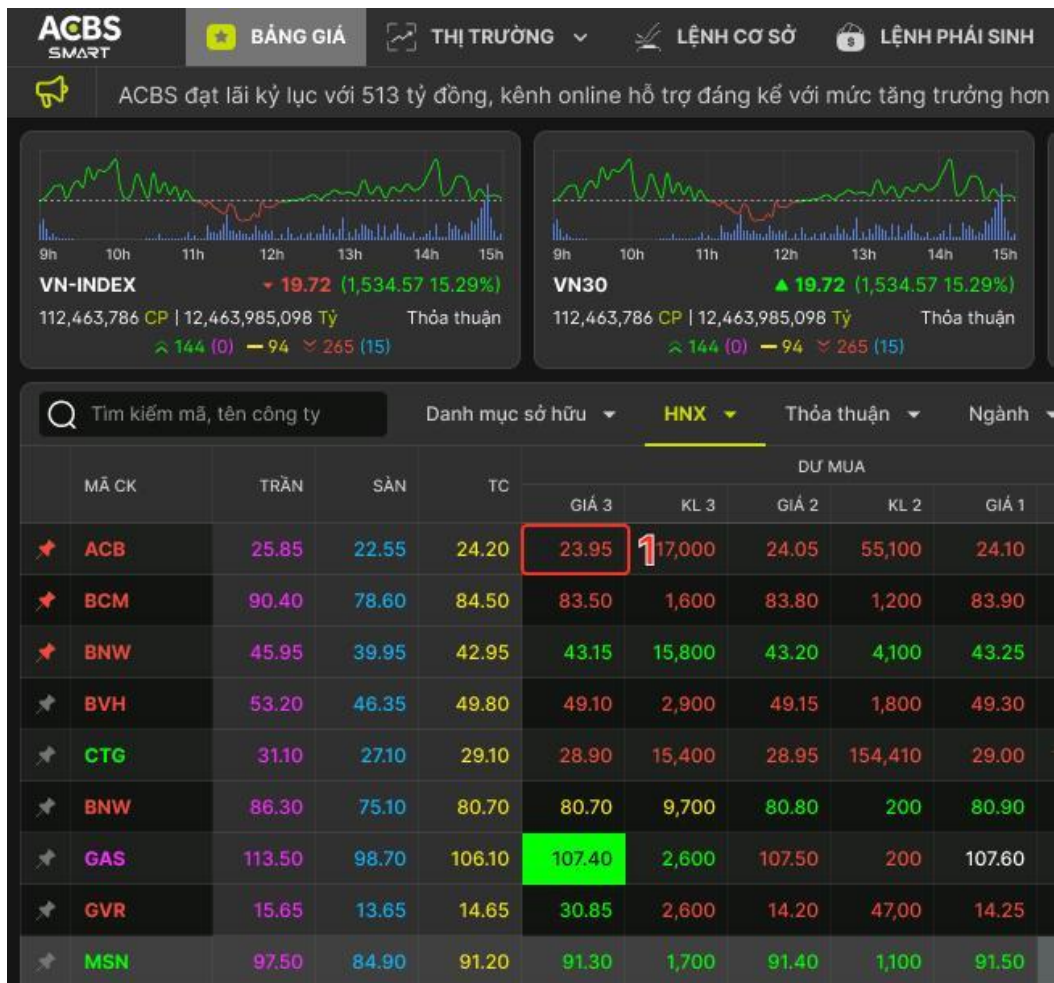 ACBS
SMART
BẢNG GIÁ
THỊ TRƯỜNG
LỆNH CƠ SỞ
LỆNH PHÁI SINH
ACBS đạt lãi kỷ lục với 513 tỷ đồng, kênh online hỗ trợ đáng kể với mức tăng trưởng hơn
9h 10h 11h 12h 13h 14h 15h
VN-INDEX 19.72 (1,534.57 15.29%)
112,463,786 CP | 12,463,985,098 Tỷ Thỏa thuận
144 (0) 94 265 (15)
9h 10h 11h 12h 13h 14h 15h
VN30 19.72 (1,534.57 15.29%)
112,463,786 CP | 12,463,985,098 Tỷ Thỏa thuận
144 (0) 94 265 (15)
Tìm kiếm mã, tên công ty Danh mục sở hữu HNX Thỏa thuận Ngành
MÃ CK TRẦN SÀN TC DƯ MUA
GIÁ 3 KL 3 GIÁ 2 KL 2 GIÁ 1
ACB 25.85 22.55 24.20 23.95 1 17,000 24.05 55,100 24.10
BCM 90.40 78.60 84.50 83.50 1,600 83.80 1,200 83.90
BNW 45.95 39.95 42.95 43.15 15,800 43.20 4,100 43.25
BVH 53.20 46.35 49.80 49.10 2,900 49.15 1,800 49.30
CTG 31.10 27.10 29.10 28.90 15,400 28.95 154,410 29.00
BNW 86.30 75.10 80.70 80.70 9,700 80.80 200 80.90
GAS 113.50 98.70 106.10 107.40 2,600 107.50 200 107.60
GVR 15.65 13.65 14.65 30.85 2,600 14.20 47,00 14.25
MSN 97.50 84.90 91.20 91.30 1,700 91.40 1,100 91.50